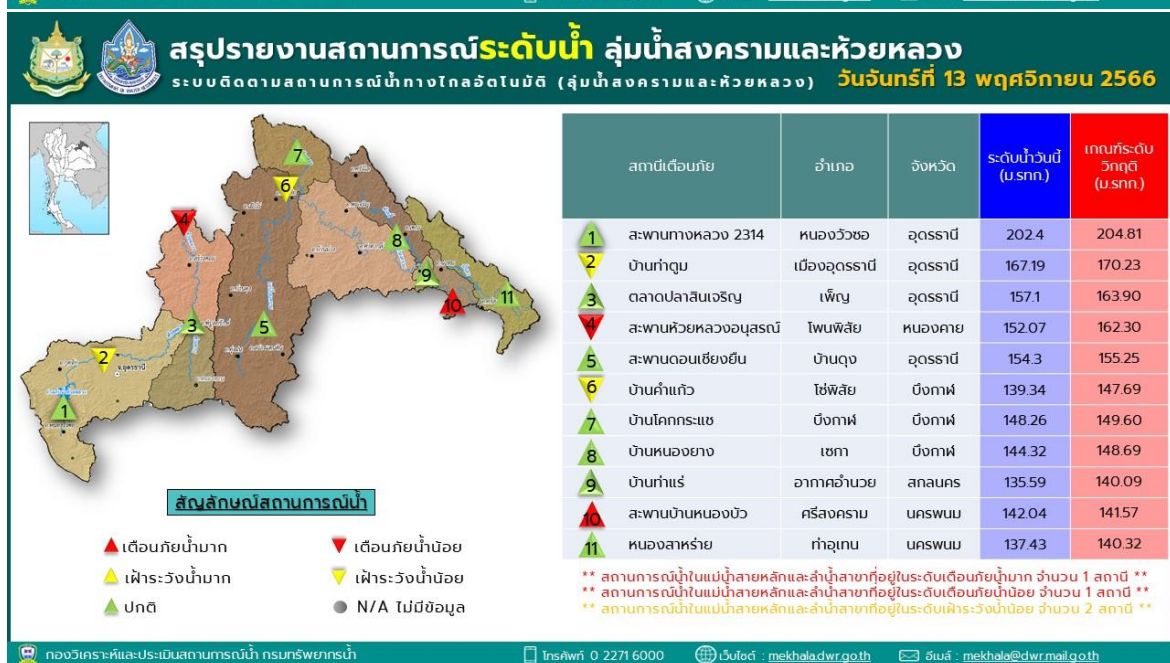 สรุปรายงานสถานการณ์ระดับน้ำ ลุ่มน้ำสงครามและห้วยหลวง
ระบบติดตามสถานการณ์น้ำทางไกลอัตโนมัติ (ลุ่มน้ำสงครามและห้วยหลวง) วันจันทร์ที่ 13 พฤศจิกายน 2566
7
6
4
8
9
10
11
3
5
2
1
สัญลักษณ์สถานการณ์น้ำ
เตือนภัยน้ำมาก เตือนภัยน้ำน้อย
เฝ้าระวังน้ำมาก เฝ้าระวังน้ำน้อย
ปกติ N/A ไม่มีข้อมูล
สถานีเตือนภัย อำเภอ จังหวัด ระดับน้ำวันนี้ (ม.รทก.) เกณฑ์ระดับวิกฤติ (ม.รทก.)
1 สะพานทางหลวง 2314 หนองวัวซอ อุดรธานี 202.4 204.81
2 บ้านท่าตูม เมืองอุดรธานี อุดรธานี 167.19 170.23
3 ตลาดปลาสินเจริญ เพ็ญ อุดรธานี 157.1 163.90
4 สะพานห้วยหลวงอนุสรณ์ โพนพิสัย หนองคาย 152.07 162.30
5 สะพานดอนเชียงยืน บ้านดุง อุดรธานี 154.3 155.25
6 บ้านคำแก้ว โซ่พิสัย บึงกาฬ 139.34 147.69
7 บ้านโคกกระแซ บึงกาฬ บึงกาฬ 148.26 149.60
8 บ้านหนองยาง เซกา บึงกาฬ 144.32 148.69
9 บ้านท่าแร่ อากาศอำนวย สกลนคร 135.59 140.09
10 สะพานบ้านหนองบัว ศรีสงคราม นครพนม 142.04 141.57
11 หนองสาหร่าย ท่าอุเทน นครพนม 137.43 140.32
** สถานการณ์น้ำในแม่น้ำสายหลักและลำน้ำสาขาที่อยู่ในระดับเตือนภัยน้ำมาก จำนวน 1 สถานี **
** สถานการณ์น้ำในแม่น้ำสายหลักและลำน้ำสาขาที่อยู่ในระดับเตือนภัยน้ำน้อย จำนวน 1 สถานี **
** สถานการณ์น้ำในแม่น้ำสายหลักและลำน้ำสาขาที่อยู่ในระดับเฝ้าระวังน้ำน้อย จำนวน 2 สถานี **
กองวิเคราะห์และประเมินสถานการณ์น้ำ กรมทรัพยากรน้ำ โทรศัพท์ 0 2271 6000 เว็บไซต์ : mekhala.dwr.go.th อีเมล์ : mekhala@dwr.mail.go.th